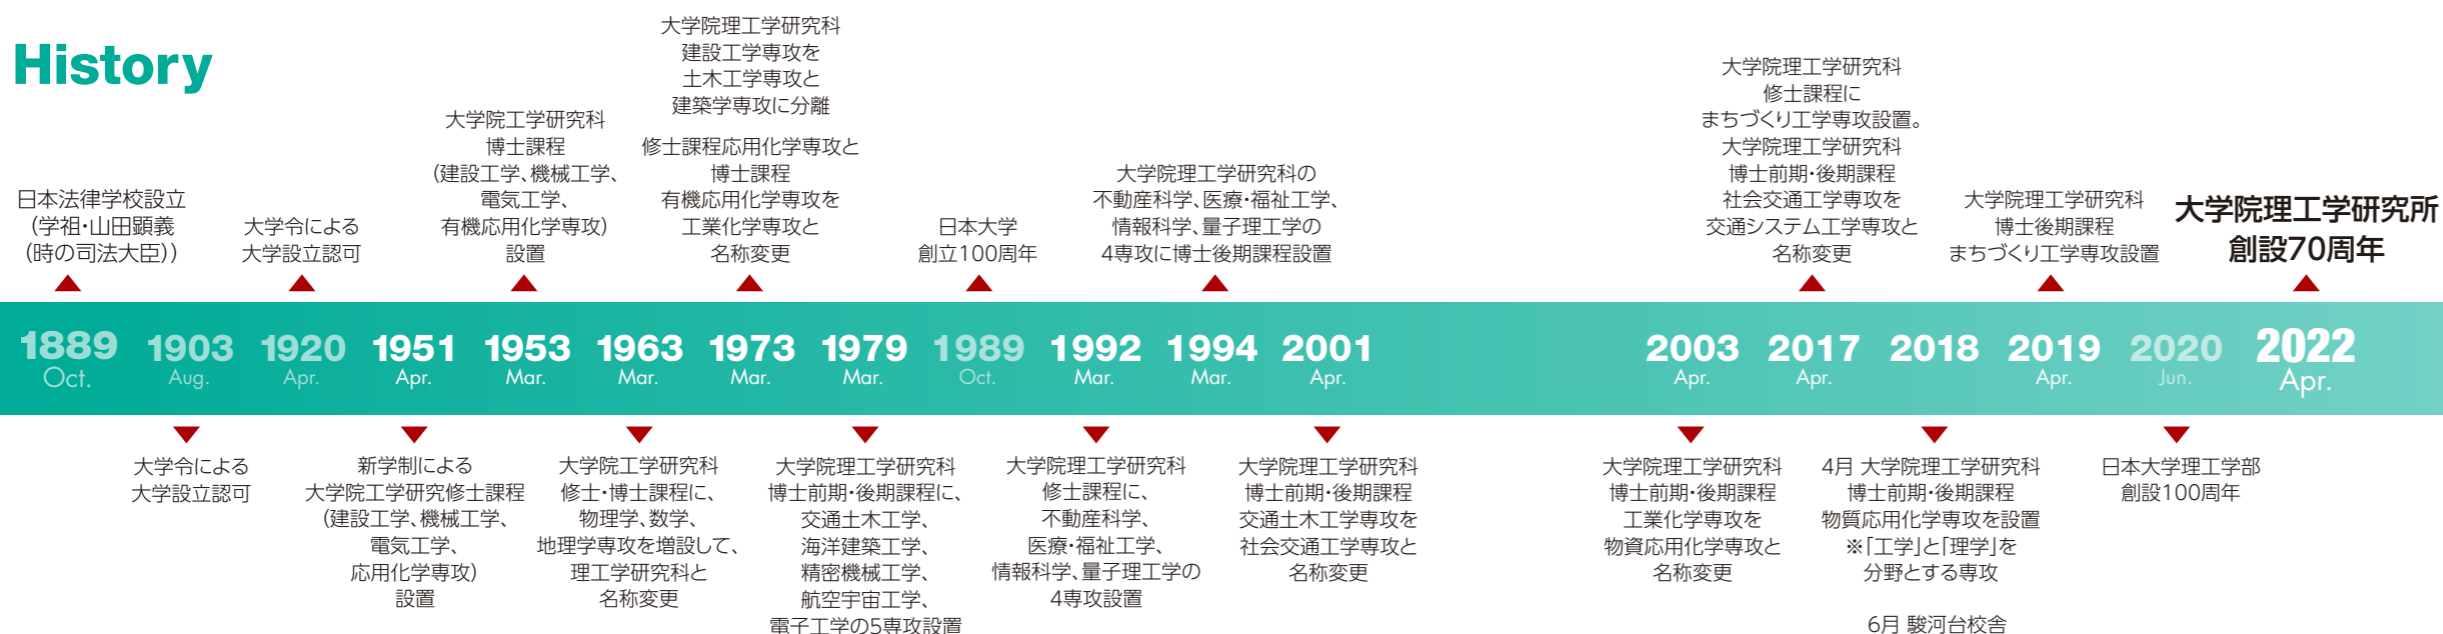 History
日本法律学校設立
(学祖・山田顕義
(時の司法大臣))
大学令による
大学設立認可
大学院工学研究科
博士課程
(建設工学、機械工学、
電気工学、
有機応用化学専攻)
設置
大学院理工学研究科
建設工学専攻を
土木工学専攻と
建築学専攻に分離
修士課程応用化学専攻と
博士課程
有機応用化学専攻を
工業化学専攻と
名称変更
日本大学
創立100周年
大学院理工学研究科の
不動産科学、医療・福祉工学、
情報科学、量子理工学の
4専攻に博士後期課程設置
大学院理工学研究科
修士課程に
まちづくり工学専攻設置。
大学院理工学研究科
博士前期・後期課程
社会交通工学専攻を
交通システム工学専攻と
名称変更
大学院理工学研究科
博士後期課程
まちづくり工学専攻設置
大学院理工学研究所
創設70周年
1889
Oct.
1903
Aug.
1920
Apr.
1951
Apr.
1953
Mar.
1963
Mar.
1973
Mar.
1979
Mar.
1989
Oct.
1992
Mar.
1994
Mar.
2001
Apr.
2003
Apr.
2017
Apr.
2018
2019
Apr.
2020
Jun.
2022
Apr.
大学令による
大学設立認可
新学制による
大学院工学研究修士課程
(建設工学、機械工学、
電気工学、
応用化学専攻)
設置
大学院工学研究科
修士・博士課程に、
物理学、数学、
地理学専攻を増設して、
理工学研究科と
名称変更
大学院理工学研究科
博士前期・後期課程に、
交通土木工学、
海洋建築工学、
精密機械工学、
航空宇宙工学、
電子工学の5専攻設置
大学院理工学研究科
修士課程に、
不動産科学、
医療・福祉工学、
情報科学、量子理工学の
4専攻設置
大学院理工学研究科
博士前期・後期課程
交通土木工学専攻を
社会交通工学専攻と
名称変更
大学院理工学研究科
博士前期・後期課程
工業化学専攻を
物資応用化学専攻と
名称変更
4月 大学院理工学研究科
博士前期・後期課程
物質応用化学専攻を設置
※「工学」と「理学」を
分野とする専攻
6月 駿河台校舎
日本大学理工学部
創設100周年